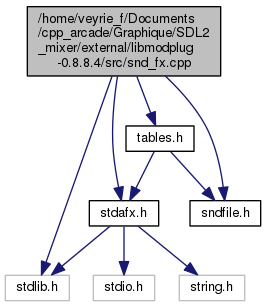 /home/veyrie_f/Documents
/cpp_arcade/Graphique/SDL2
_mixer/external/libmodplug
-0.8.8.4/src/snd_fx.cpp
tables.h
stdafx.h
sndfile.h
stdlib.h
stdio.h
string.h